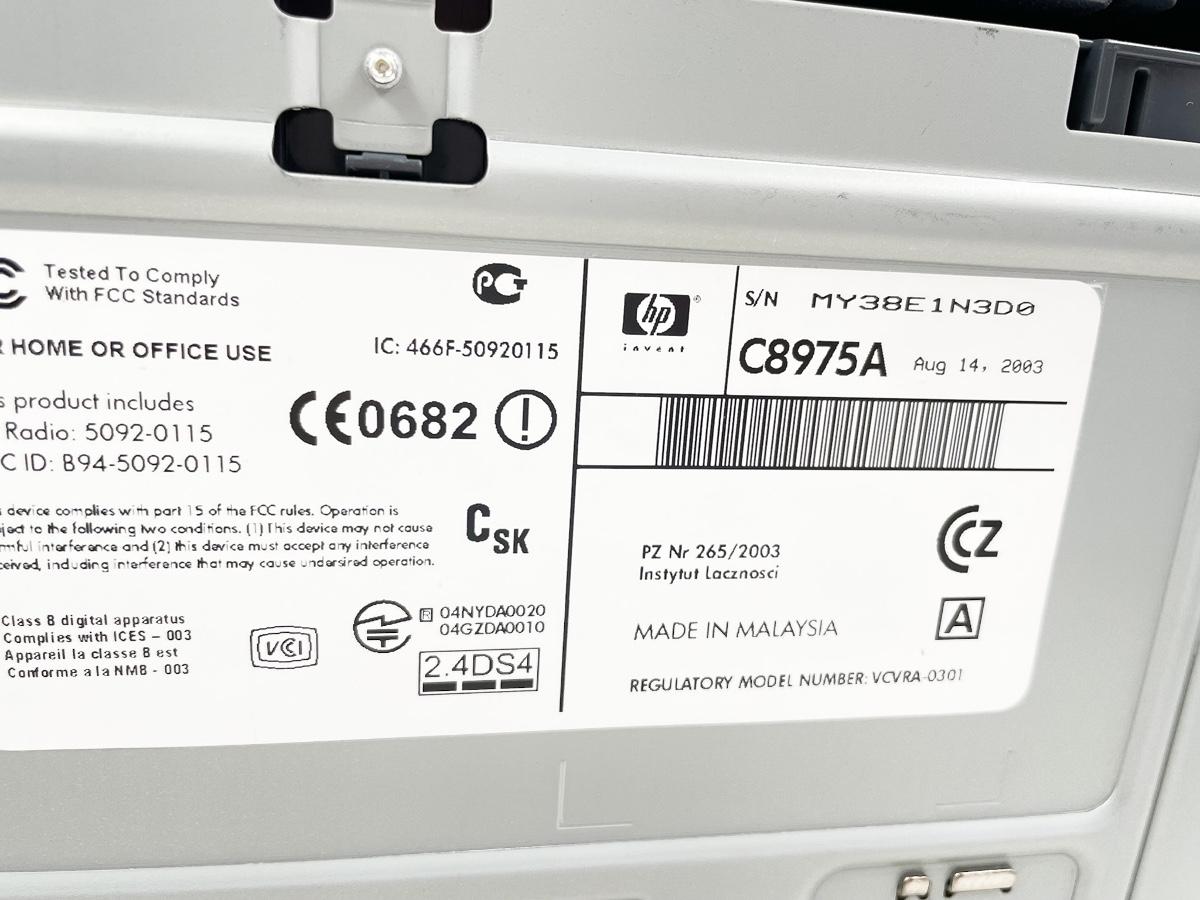 Tested To Comply
With FCC Standards
HOME OR OFFICE USE
product includes
Radio: 5092-0115
C ID: B94-5092-0115
device complies with part 15 of the FCC rules. Operation is
to the following two conditions. (1) This device may not cause
interference and (2) this device must accept any interference
including interference that may cause undersired operation.
Class B digital apparatus
Complies with ICES – 003
Appareil la classe B est
Conforme a la NMB - 003
PCT
IC: 466F-50920115
CE0682 !
CSK
VCI
R 04NYDA0020
04GZDA0010
2.4DS4
hp®
invent
S/N MY38E1N3D0
C8975A Aug 14, 2003
PZ Nr 265/2003
Instytut Lacznosci
CZ
MADE IN MALAYSIA
A
REGULATORY MODEL NUMBER: VCVRA-0301